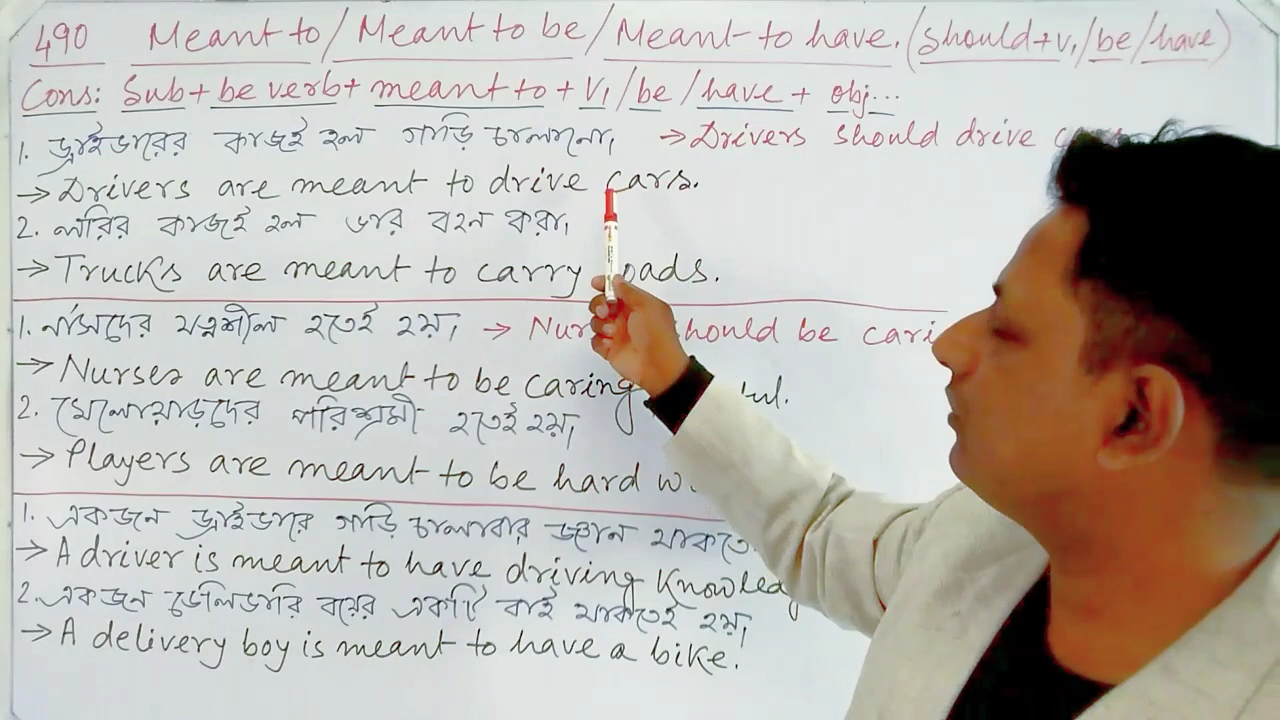 490 Meant to/Meant to be/Meant to have. (should+v₁/be/have)
Cons: Sub+be verb+ meant to + V₁/be/have + obj...
1. ড্রাইভারের কাজই হল গাড়ি চালানো। → Drivers should drive
→ Drivers are meant to drive cars.
2. লরির কাজই হল ভার বহন করা।
→ Trucks are meant to carry loads.
1. নার্সদের যত্নশীল হতেই হয়। → should be
→ Nurses are meant to be caring
2. খেলোয়াড়দের পরিশ্রমী হতেই হয়।
→ Players are meant to be hard
1. একজন ড্রাইভারে গাড়ি চালাবার জ্ঞান থাকতে
→ A driver is meant to have driving
2. একজন ডেলিভারি বয়ের একটি বাই থাকতেই হয়।
→ A delivery boy is meant to have a bike.